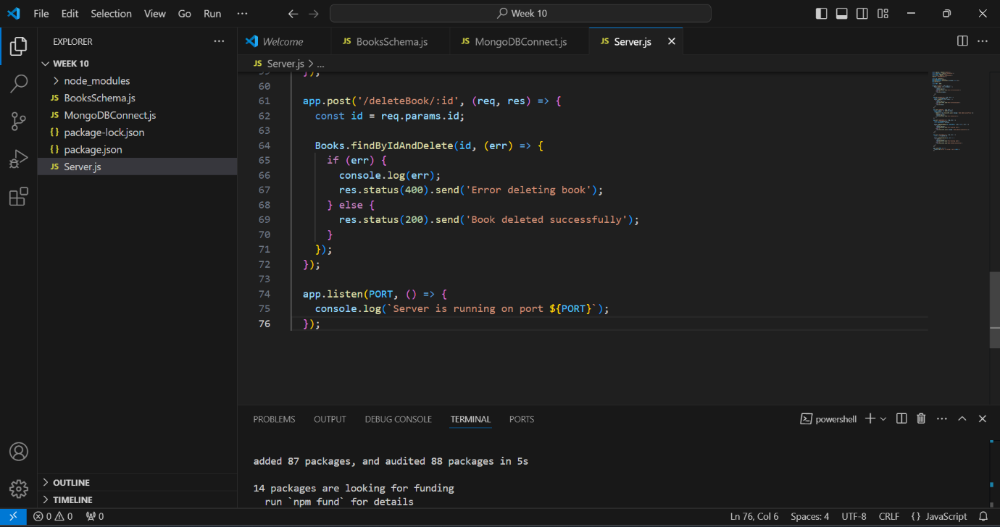 File Edit Selection View Go Run ··· Week 10
EXPLORER ···
WEEK 10
node_modules
JS BooksSchema.js
JS MongoDBConnect.js
{} package-lock.json
{} package.json
JS Server.js
OUTLINE
TIMELINE
Welcome JS BooksSchema.js JS MongoDBConnect.js JS Server.js
JS Server.js > ...
59 });
60
61 app.post('/deleteBook/:id', (req, res) => {
62 const id = req.params.id;
63
64 Books.findByIdAndDelete(id, (err) => {
65 if (err) {
66 console.log(err);
67 res.status(400).send('Error deleting book');
68 } else {
69 res.status(200).send('Book deleted successfully');
70 }
71 });
72 });
73
74 app.listen(PORT, () => {
75 console.log(`Server is running on port ${PORT}`);
76 });
PROBLEMS OUTPUT DEBUG CONSOLE TERMINAL PORTS powershell
added 87 packages, and audited 88 packages in 5s
14 packages are looking for funding
run `npm fund` for details
0 0 0 Ln 76, Col 6 Spaces: 4 UTF-8 CRLF {} JavaScript